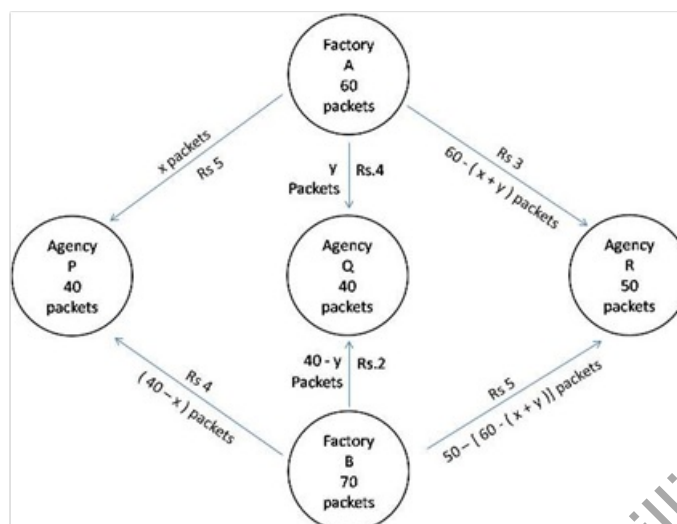 Factory
A
60
packets
x packets
Rs 5
y
Packets
Rs.4
Rs 3
60 - ( x + y ) packets
Agency
P
40
packets
Agency
Q
40
packets
Agency
R
50
packets
Rs 4
( 40 – x ) packets
40 - y
Packets
Rs.2
Rs 5
50 – [ 60 - ( x + y )] packets
Factory
B
70
packets